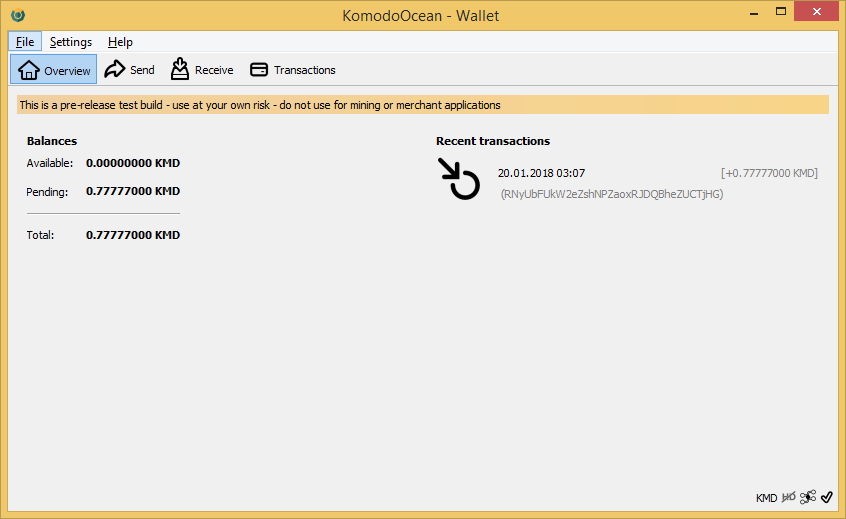 KomodoOcean - Wallet
File Settings Help
Overview Send Receive Transactions
This is a pre-release test build - use at your own risk - do not use for mining or merchant applications
Balances
Available: 0.00000000 KMD
Pending: 0.77777000 KMD
Total: 0.77777000 KMD
Recent transactions
20.01.2018 03:07 [+0.77777000 KMD]
(RNyUbFUkW2eZshNPZaoxRJDQBheZUCTjHG)
KMD HD